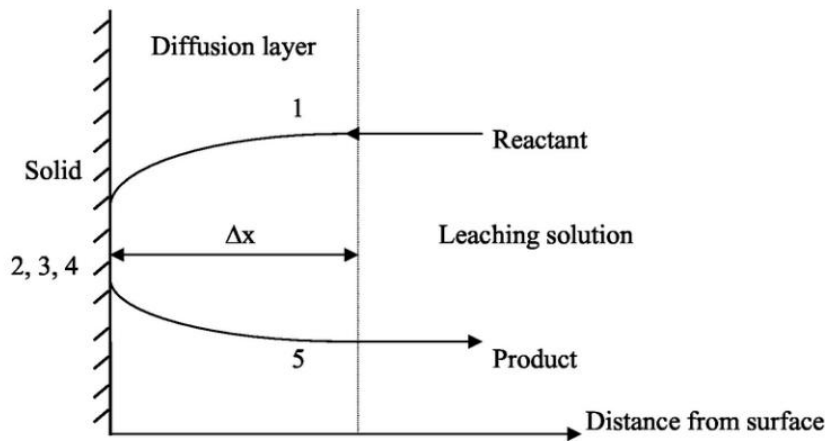 Diffusion layer
1
Reactant
Solid
Δx
Leaching solution
2, 3, 4
5
Product
Distance from surface